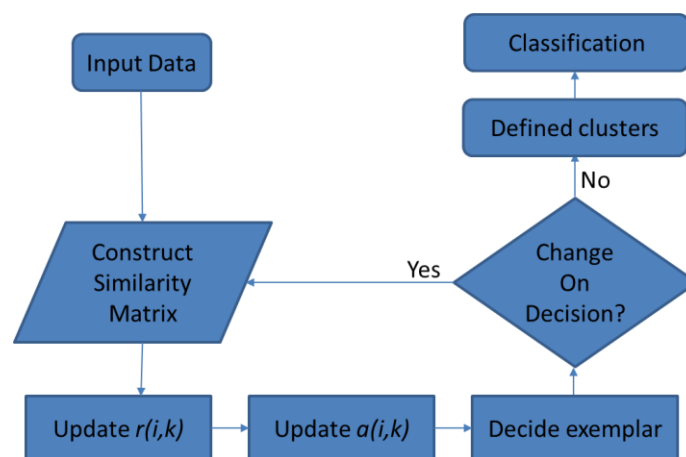 Input Data
Construct
Similarity
Matrix
Update r(i,k)
Update a(i,k)
Decide exemplar
Change
On
Decision?
Yes
No
Defined clusters
Classification